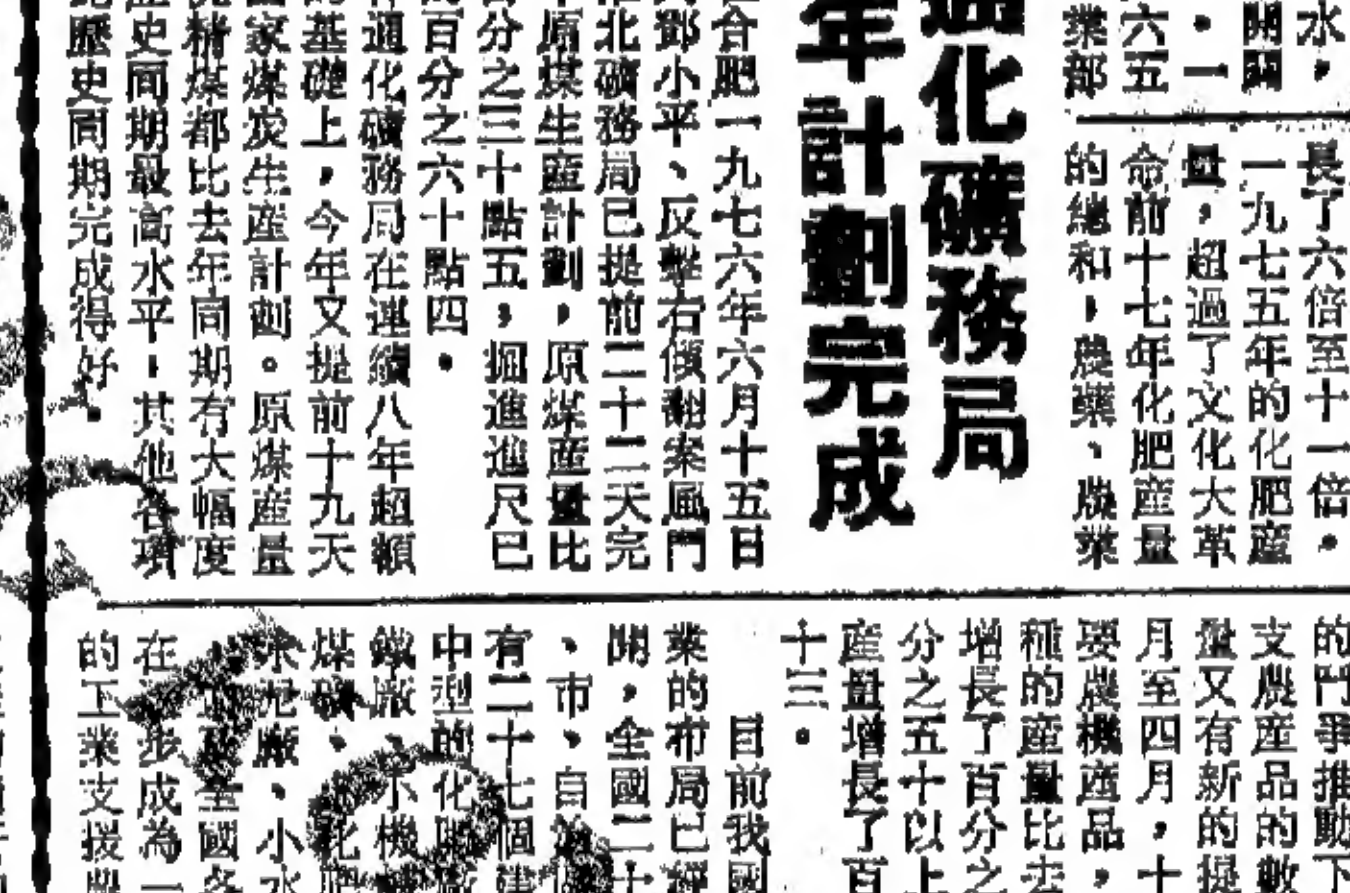 水，
開闢
・一
六五
業部
長了六倍至十一倍。
一九七五年的化肥產
量，超過了文化大革
命前十七年化肥產量
的總和，農藥、農業
化礦務局
年計劃完成
合肥一九七六年六月十五日
鄧小平、反擊右傾翻案風鬥
北礦務局已提前二十二天完
原煤生產計劃，原煤產量比
分之三十點五，掘進進尺已
百分之六十點四。
通化礦務局在連續八年超額
基礎上，今年又提前十九天
家煤炭生產計劃。原煤產量
精煤都比去年同期有大幅度
史同期最高水平，其他各項
歷史同期完成得好。
的鬥爭推動下
支農產品的數
量又有新的提
月至四月，十
要農機產品，
種的產量比去
增長了百分之
分之五十以上
產量增長了百
十三。
目前我國
業的布局已經
開，全國二十
、市、自治
有二十七個建
中型的化
鐵廠、小機
煤礦、化肥
廠、小水
全國各
在 步成為一
的工業支援農